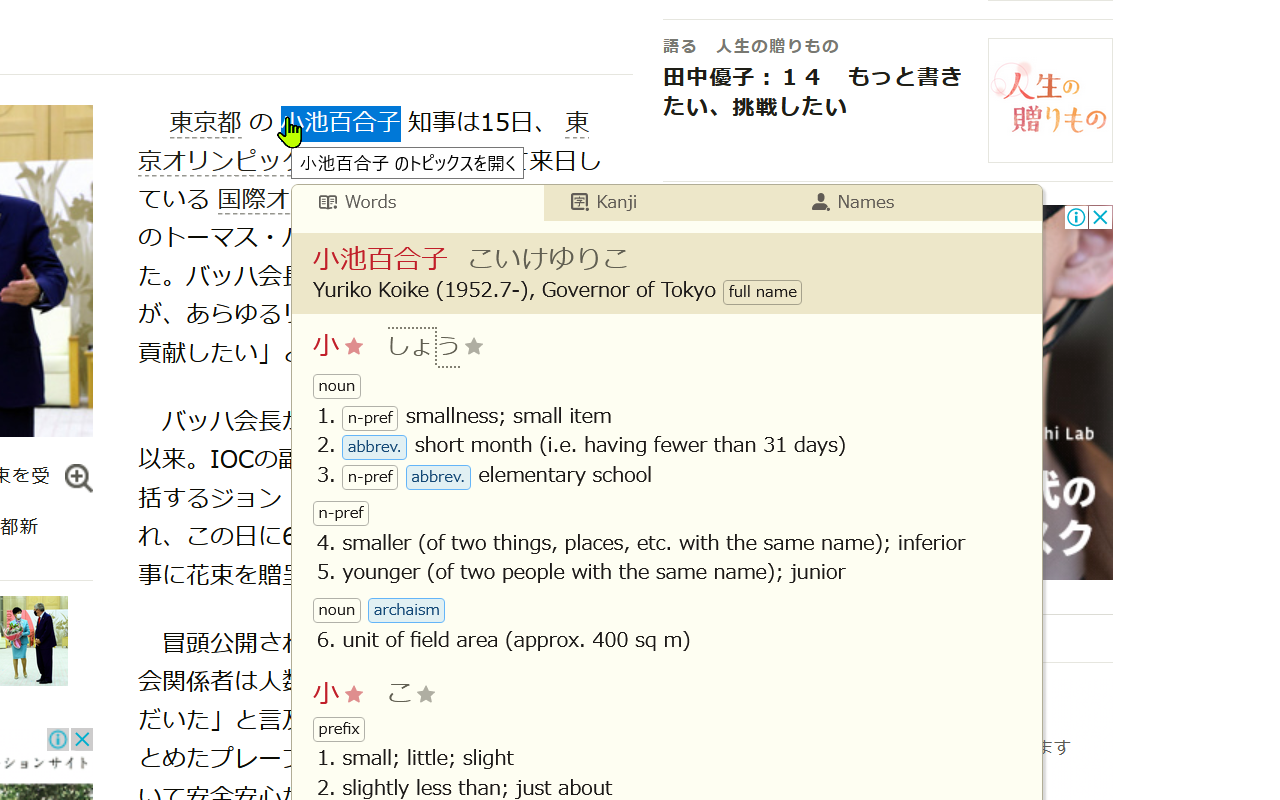 語る　人生の贈りもの
田中優子：１４　もっと書き
たい、挑戦したい
人生の
贈りもの
東京都 の 小池百合子 知事は15日、 東
京オリンピック
来日し
小池百合子 のトピックスを開く
ている 国際オ
のトーマス・
た。バッハ会長
が、あらゆる
貢献したい」
バッハ会長が
以来。IOCの副
括するジョン
れ、この日に6
事に花束を贈呈
冒頭公開され
会関係者は人数
だいた」と言及
とめたプレーブ
いて安全安心
束を受
都新
ションサイト
Words
Kanji
Names
小池百合子 こいけゆりこ
Yuriko Koike (1952.7-), Governor of Tokyo full name
小★ しょう★
noun
1. n-pref smallness; small item
2. abbrev. short month (i.e. having fewer than 31 days)
3. n-pref abbrev. elementary school
n-pref
4. smaller (of two things, places, etc. with the same name); inferior
5. younger (of two people with the same name); junior
noun archaism
6. unit of field area (approx. 400 sq m)
小★ こ★
prefix
1. small; little; slight
2. slightly less than; just about
hi Lab
代の
スク
ます